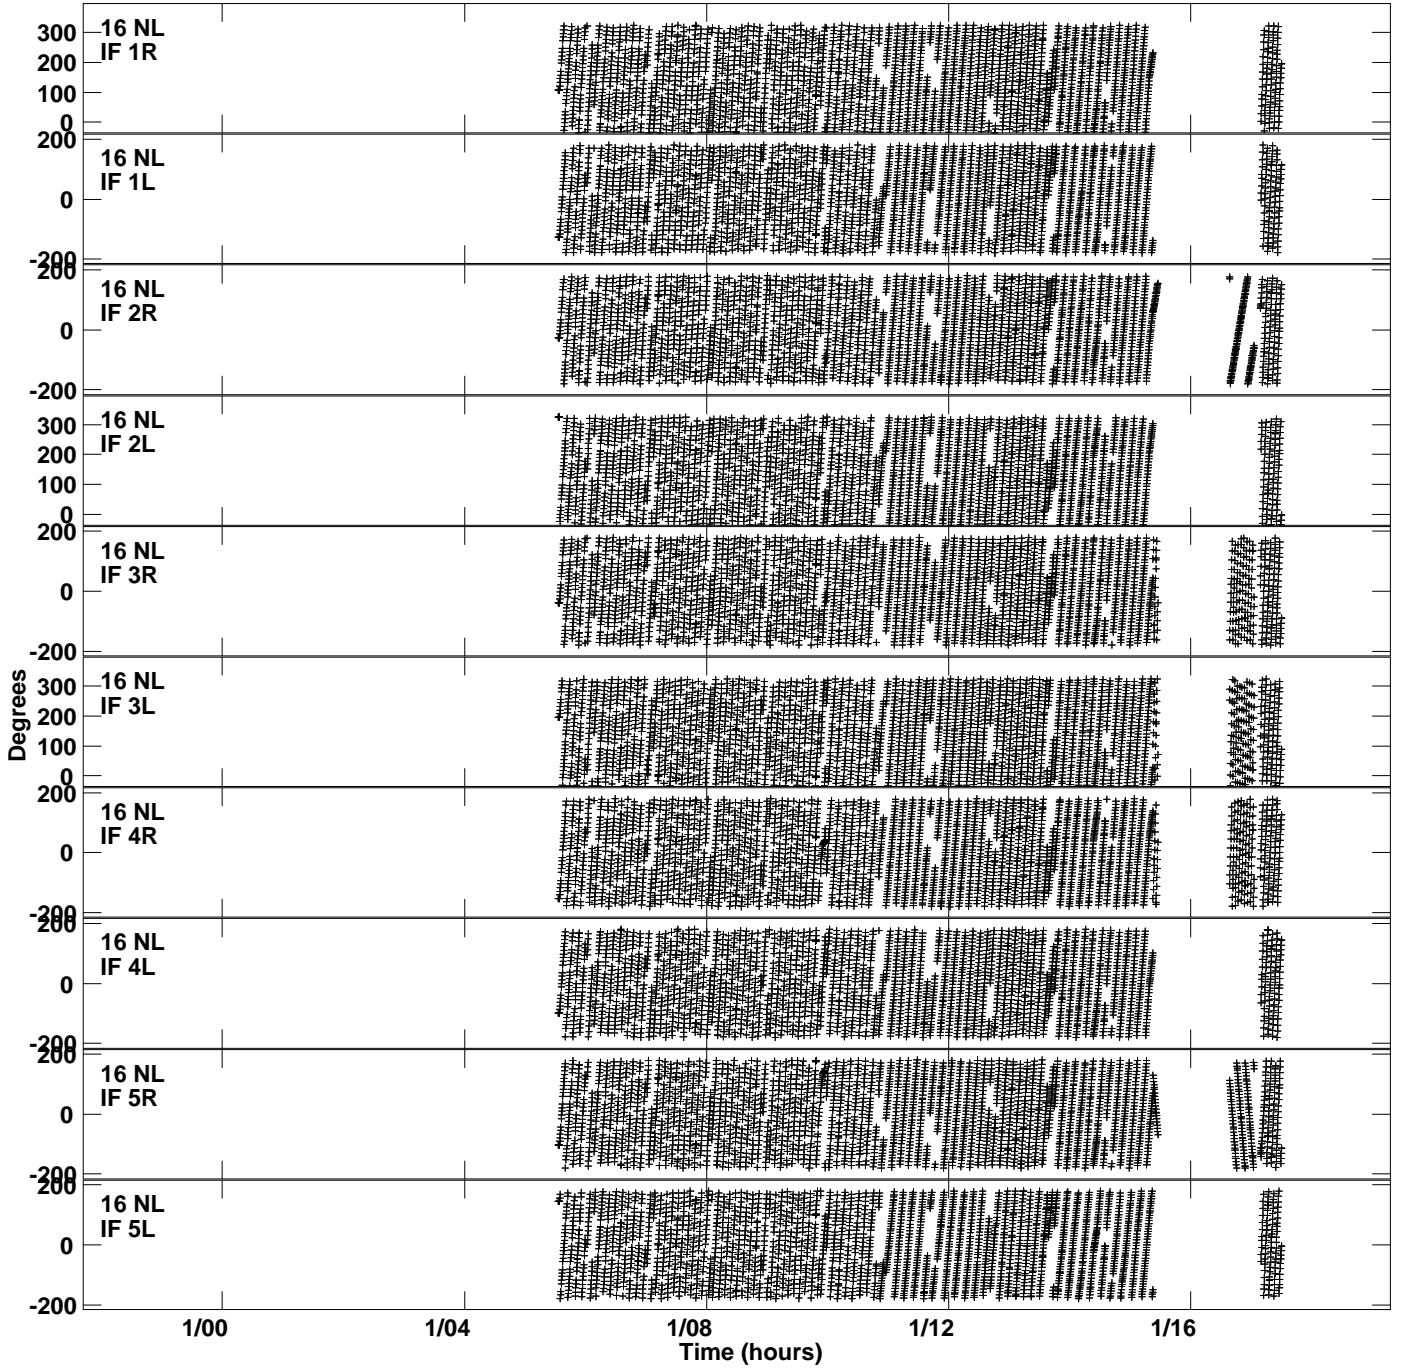 16 NL
IF 1R
300
200
100
0
16 NL
IF 1L
200
0
-200
16 NL
IF 2R
200
0
-200
16 NL
IF 2L
300
200
100
0
16 NL
IF 3R
200
0
-200
16 NL
IF 3L
300
200
100
0
16 NL
IF 4R
200
0
-200
16 NL
IF 4L
200
0
-200
16 NL
IF 5R
200
0
-200
16 NL
IF 5L
200
0
-200
Degrees
1/00 1/04 1/08 1/12 1/16
Time (hours)